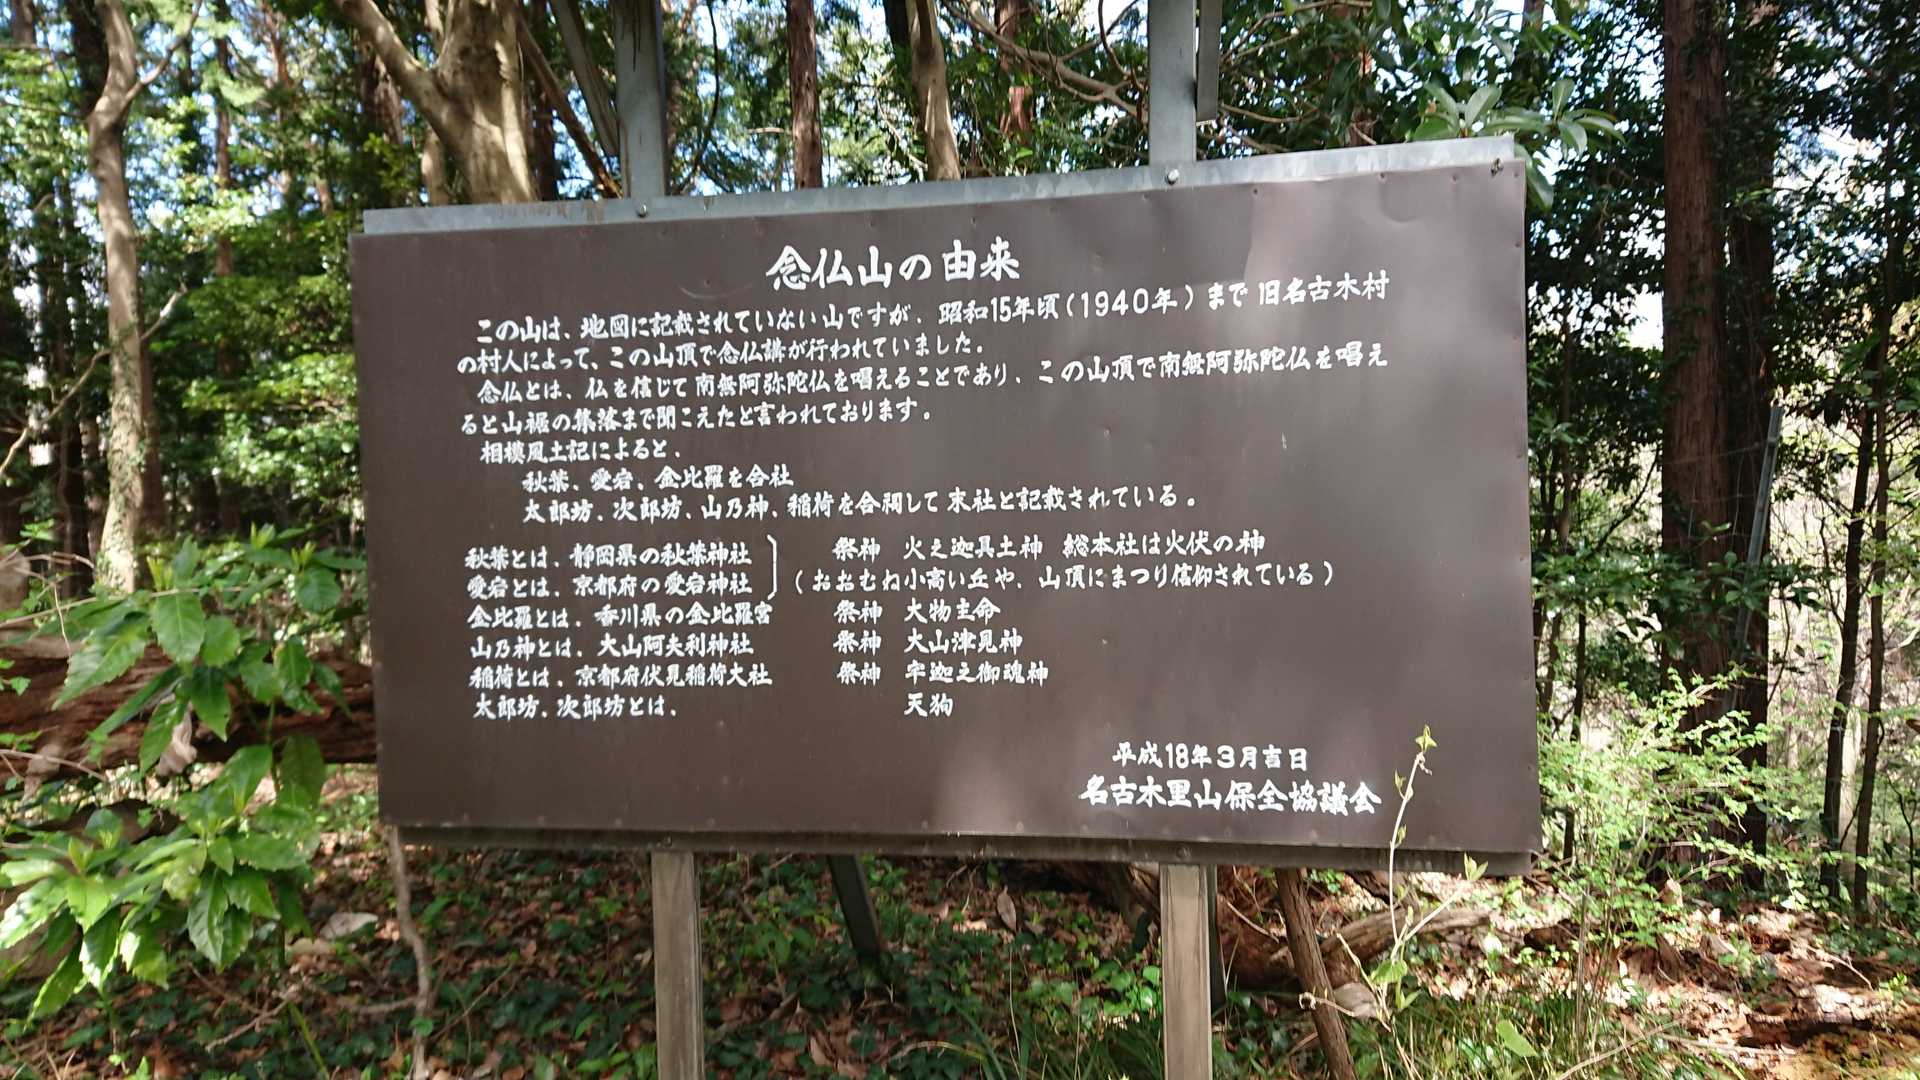 念仏山の由来
この山は、地図に記載されていない山ですが、昭和15年頃(1940年)まで旧名古木村
の村人によって、この山頂で念仏講が行われていました。
念仏とは、仏を信じて南無阿弥陀仏を唱えることであり、この山頂で南無阿弥陀仏を唱え
ると山裾の集落まで聞こえたと言われております。
相模風土記によると、
秋葉、愛宕、金比羅を合社
太郎坊、次郎坊、山乃神、稲荷を合祠して末社と記載されている。
秋葉とは、静岡県の秋葉神社 祭神 火之迦具土神 総本社は火伏の神
愛宕とは、京都府の愛宕神社 (おおむね小高い丘や、山頂にまつり信仰されている)
金比羅とは、香川県の金比羅宮 祭神 大物主命
山乃神とは、大山阿夫利神社 祭神 大山津見神
稲荷とは、京都府伏見稲荷大社 祭神 宇迦之御魂神
太郎坊、次郎坊とは、 天狗
平成18年3月吉日
名古木里山保全協議会